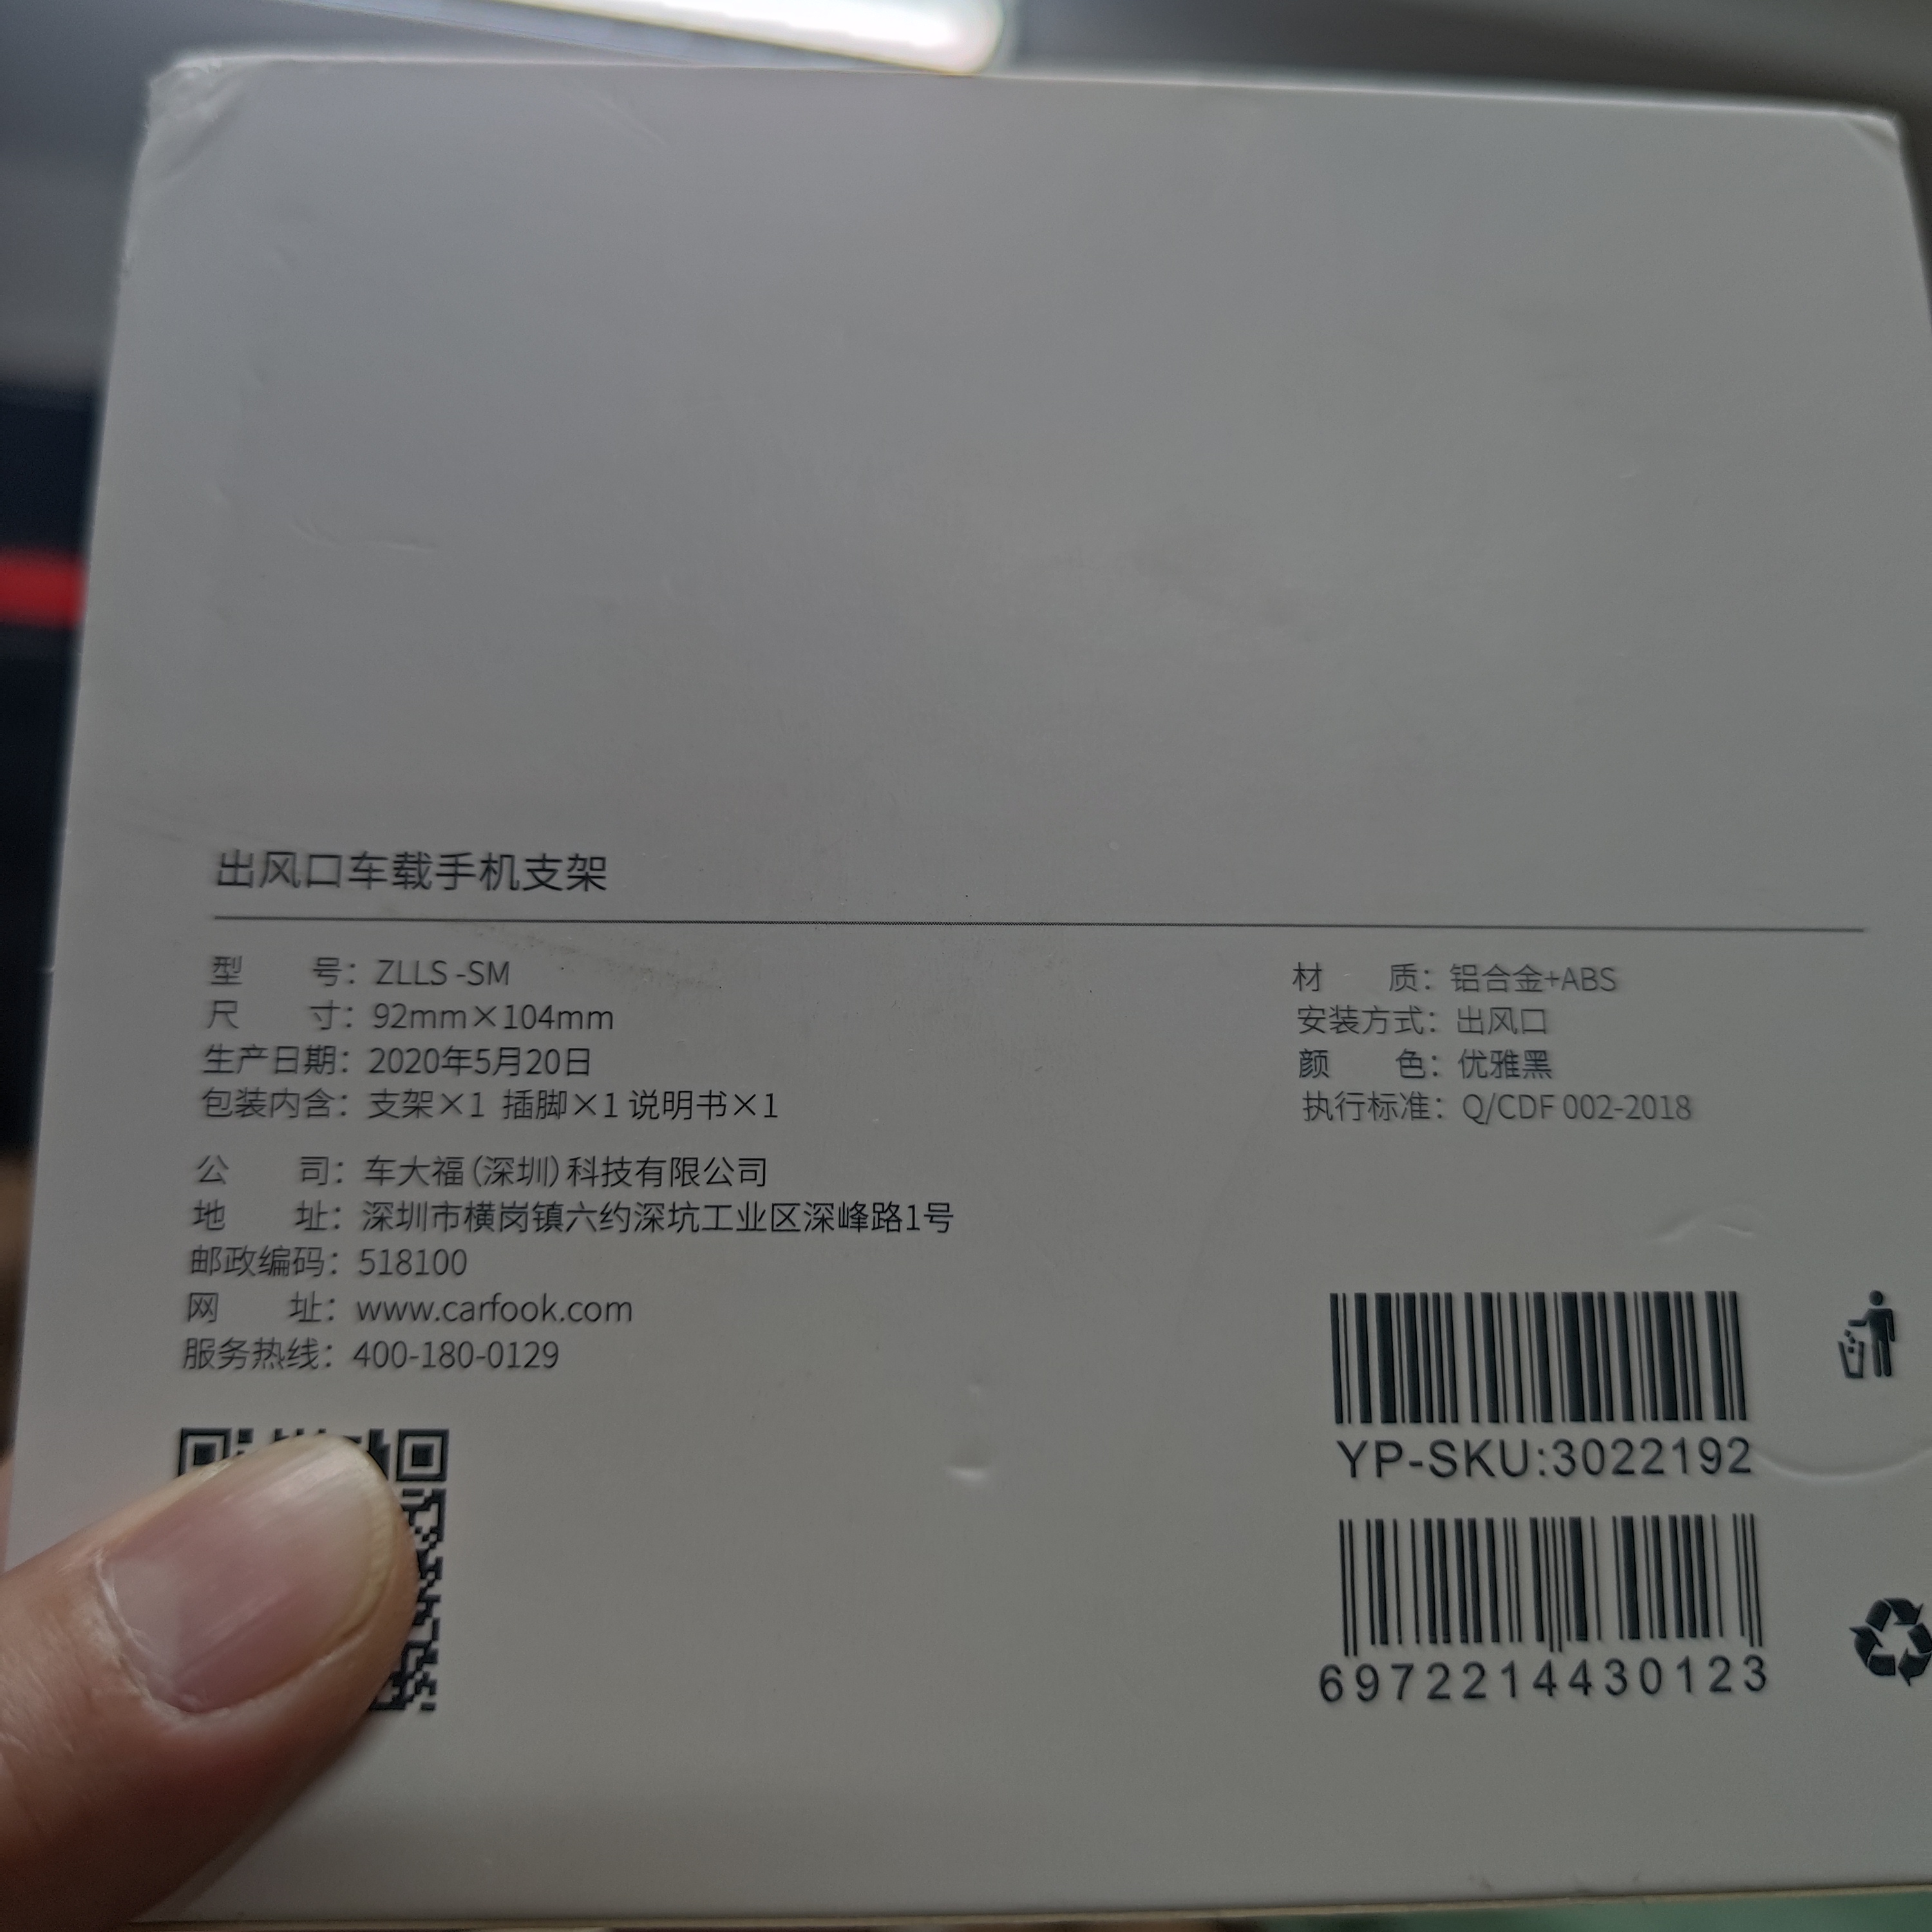 出风口车载手机支架
型 号：ZLLS -SM
尺 寸：92mm×104mm
生产日期：2020年5月20日
包装内含：支架×1 插脚×1 说明书×1
材 质：铝合金+ABS
安装方式：出风口
颜 色：优雅黑
执行标准：Q/CDF 002-2018
公 司：车大福（深圳）科技有限公司
地 址：深圳市横岗镇六约深坑工业区深峰路1号
邮政编码：518100
网 址：www.carfook.com
服务热线：400-180-0129
YP-SKU:3022192
6972214430123